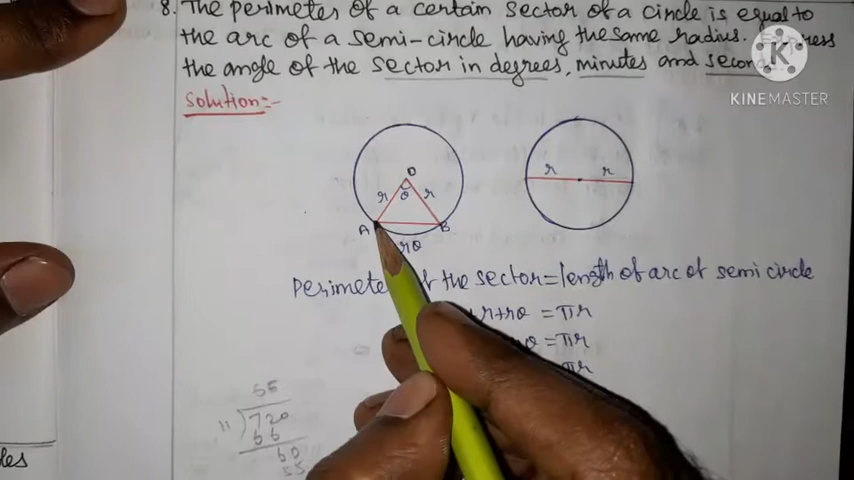 8. The perimeter of a certain sector of a circle is equal to
the arc of a semi-circle having the same radius.
the angle of the sector in degrees, minutes and
K
KINEMASTER
Solution:-
O
r θ r
r r
A B
rθ
of the sector = length of arc of semi circle
r+rθ = πr
= πr
πr
55
11) 720
66
60
55